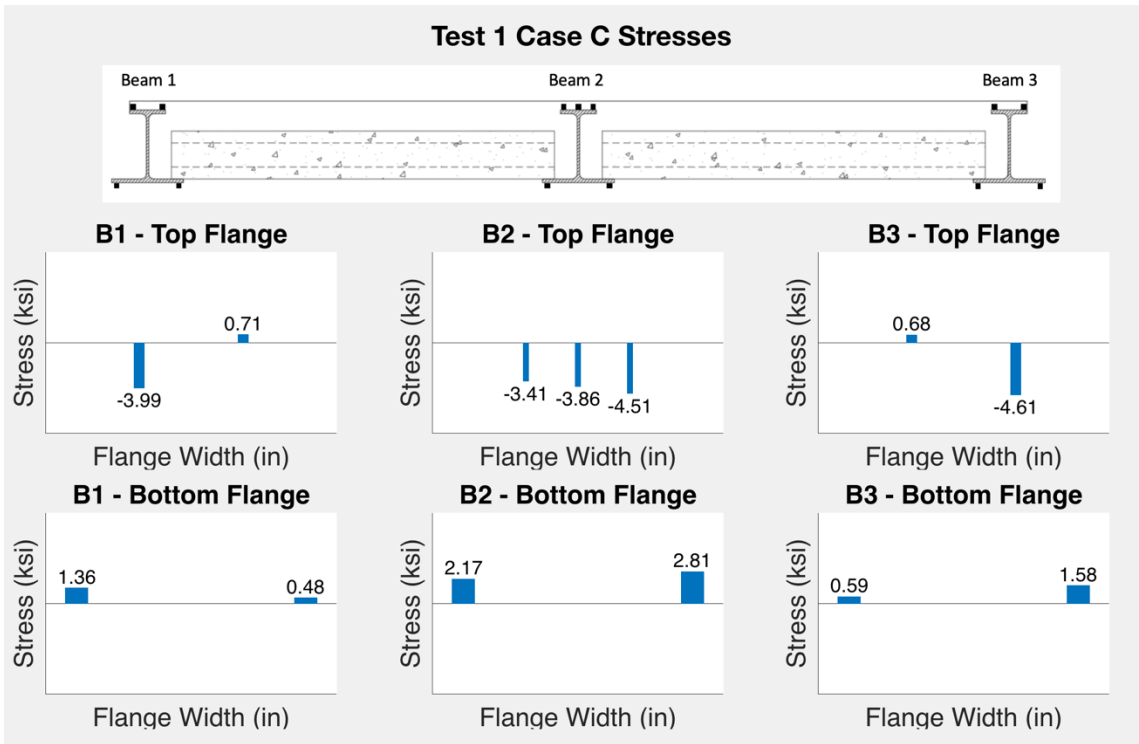 Test 1 Case C Stresses
Beam 1 Beam 2 Beam 3
B1 - Top Flange
Stress (ksi)
-3.99
0.71
Flange Width (in)
B2 - Top Flange
Stress (ksi)
-3.41
-3.86
-4.51
Flange Width (in)
B3 - Top Flange
Stress (ksi)
0.68
-4.61
Flange Width (in)
B1 - Bottom Flange
Stress (ksi)
1.36
0.48
Flange Width (in)
B2 - Bottom Flange
Stress (ksi)
2.17
2.81
Flange Width (in)
B3 - Bottom Flange
Stress (ksi)
0.59
1.58
Flange Width (in)